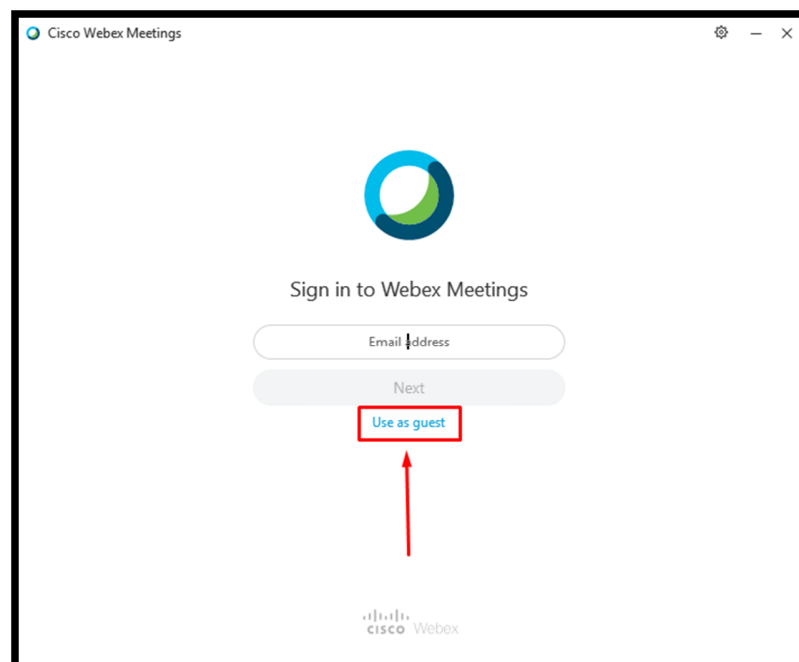 Cisco Webex Meetings
Sign in to Webex Meetings
Email address
Next
Use as guest
cisco Webex